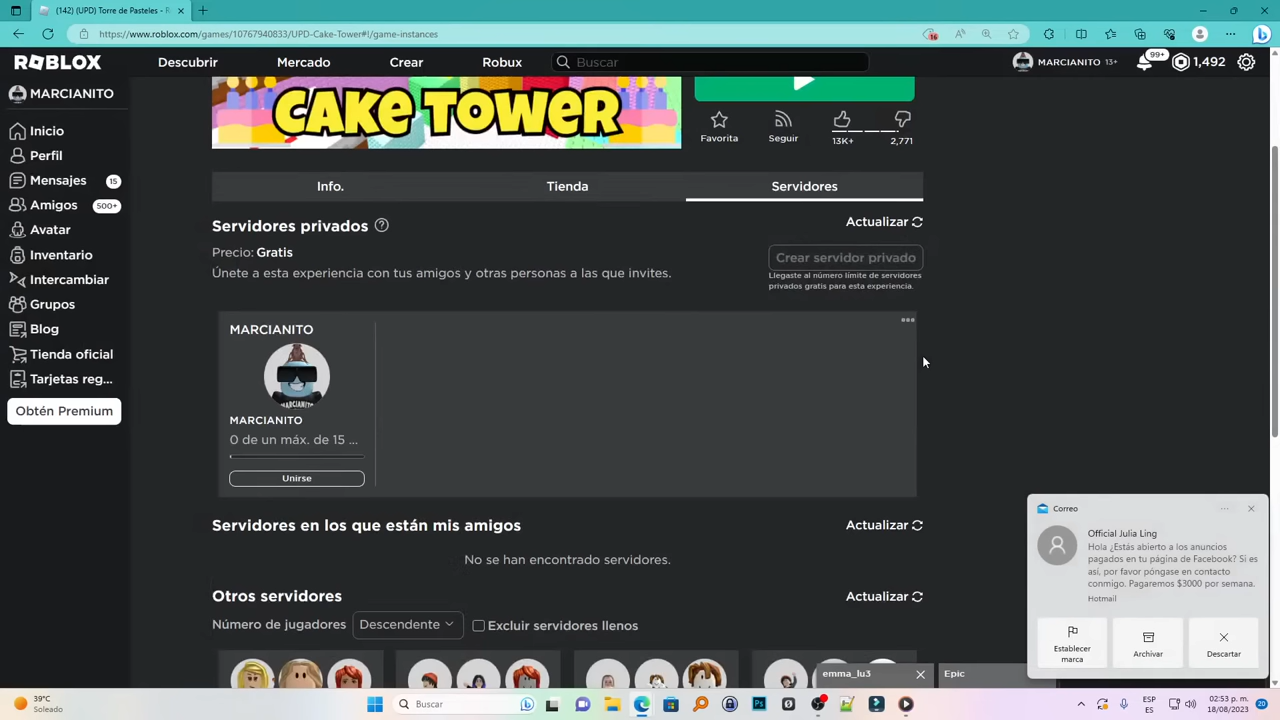 (142) (UPD) Torre de Pasteles -
https://www.roblox.com/games/10767940833/UPD-Cake-Tower#!/game-instances
16
ROBLOX
Descubrir
Mercado
Crear
Robux
Buscar
MARCIANITO 13+
99+
1,492
MARCIANITO
Inicio
Perfil
Mensajes 15
Amigos 500+
Avatar
Inventario
Intercambiar
Grupos
Blog
Tienda oficial
Tarjetas reg...
Obtén Premium
CAKE TOWER
Favorita
Seguir
13K+
2,771
Info.
Tienda
Servidores
Servidores privados
Actualizar
Precio: Gratis
Únete a esta experiencia con tus amigos y otras personas a las que invites.
Crear servidor privado
Llegaste al número límite de servidores
privados gratis para esta experiencia.
MARCIANITO
MARCIANITO
MARCIANITO
0 de un máx. de 15 ...
Unirse
Servidores en los que están mis amigos
Actualizar
No se han encontrado servidores.
Otros servidores
Actualizar
Número de jugadores
Descendente
Excluir servidores llenos
Correo
Official Julia Ling
Hola ¿Estás abierto a los anuncios
pagados en tu página de Facebook? Si es
así, por favor póngase en contacto
conmigo. Pagaremos $3000 por semana.
Hotmail
Establecer
marca
Archivar
Descartar
emma_lu3
Epic
39°C
Soleado
Buscar
Ps
ESP
ES
02:53 p. m.
18/08/2023
20